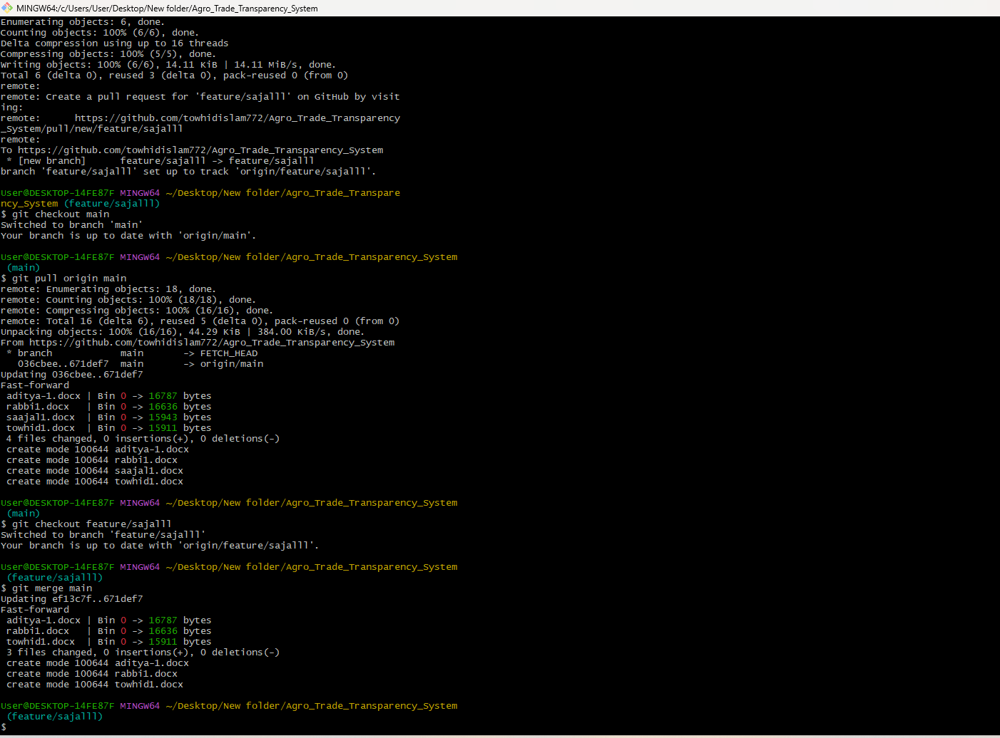 MINGW64:/c/Users/User/Desktop/New folder/Agro_Trade_Transparency_System
Enumerating objects: 6, done.
Counting objects: 100% (6/6), done.
Delta compression using up to 16 threads
Compressing objects: 100% (5/5), done.
Writing objects: 100% (6/6), 14.11 KiB | 14.11 MiB/s, done.
Total 6 (delta 0), reused 3 (delta 0), pack-reused 0 (from 0)
remote:
remote: Create a pull request for 'feature/sajalll' on GitHub by visit
ing:
remote:      https://github.com/towhidislam772/Agro_Trade_Transparency
_System/pull/new/feature/sajalll
remote:
To https://github.com/towhidislam772/Agro_Trade_Transparency_System
 * [new branch]      feature/sajalll -> feature/sajalll
branch 'feature/sajalll' set up to track 'origin/feature/sajalll'.

User@DESKTOP-14FE87F MINGW64 ~/Desktop/New folder/Agro_Trade_Transpare
ncy_System (feature/sajalll)
$ git checkout main
Switched to branch 'main'
Your branch is up to date with 'origin/main'.

User@DESKTOP-14FE87F MINGW64 ~/Desktop/New folder/Agro_Trade_Transparency_System
 (main)
$ git pull origin main
remote: Enumerating objects: 18, done.
remote: Counting objects: 100% (18/18), done.
remote: Compressing objects: 100% (16/16), done.
remote: Total 16 (delta 6), reused 5 (delta 0), pack-reused 0 (from 0)
Unpacking objects: 100% (16/16), 44.29 KiB | 384.00 KiB/s, done.
From https://github.com/towhidislam772/Agro_Trade_Transparency_System
 * branch            main       -> FETCH_HEAD
   036cbee..671def7  main       -> origin/main
Updating 036cbee..671def7
Fast-forward
 aditya-1.docx | Bin 0 -> 16787 bytes
 rabbi1.docx   | Bin 0 -> 16636 bytes
 saajal1.docx  | Bin 0 -> 15943 bytes
 towhid1.docx  | Bin 0 -> 15911 bytes
 4 files changed, 0 insertions(+), 0 deletions(-)
 create mode 100644 aditya-1.docx
 create mode 100644 rabbi1.docx
 create mode 100644 saajal1.docx
 create mode 100644 towhid1.docx

User@DESKTOP-14FE87F MINGW64 ~/Desktop/New folder/Agro_Trade_Transparency_System
 (main)
$ git checkout feature/sajalll
Switched to branch 'feature/sajalll'
Your branch is up to date with 'origin/feature/sajalll'.

User@DESKTOP-14FE87F MINGW64 ~/Desktop/New folder/Agro_Trade_Transparency_System
 (feature/sajalll)
$ git merge main
Updating ef13c7f..671def7
Fast-forward
 aditya-1.docx | Bin 0 -> 16787 bytes
 rabbi1.docx   | Bin 0 -> 16636 bytes
 towhid1.docx  | Bin 0 -> 15911 bytes
 3 files changed, 0 insertions(+), 0 deletions(-)
 create mode 100644 aditya-1.docx
 create mode 100644 rabbi1.docx
 create mode 100644 towhid1.docx

User@DESKTOP-14FE87F MINGW64 ~/Desktop/New folder/Agro_Trade_Transparency_System
 (feature/sajalll)
$